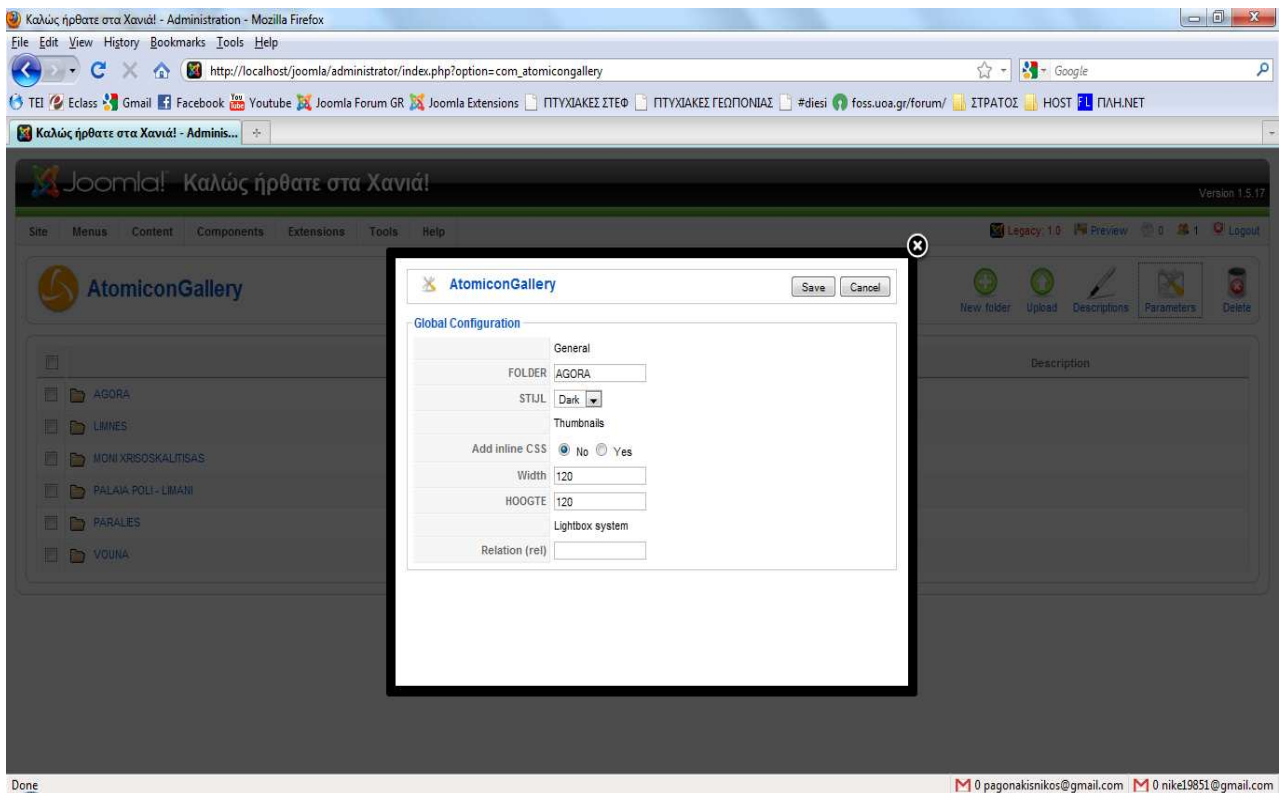 Καλώς ήρθατε στα Χανιά! - Administration - Mozilla Firefox
File Edit View History Bookmarks Tools Help
http://localhost/joomla/administrator/index.php?option=com_atomicongallery
Google
TEI Eclass Gmail Facebook Youtube Joomla Forum GR Joomla Extensions ΠΤΥΧΙΑΚΕΣ ΣΤΕΦ ΠΤΥΧΙΑΚΕΣ ΓΕΩΠΟΝΙΑΣ #diesi foss.uoa.gr/forum/ ΣΤΡΑΤΟΣ HOST FL ΠΛΗ.ΝΕΤ
Καλώς ήρθατε στα Χανιά! - Adminis...
Joomla! Καλώς ήρθατε στα Χανιά!
Version 1.5.17
Site Menus Content Components Extensions Tools Help
Legacy: 1.0 Preview 0 1 Logout
AtomiconGallery
New folder Upload Descriptions Parameters Delete
Description
AGORA
LIMNES
MONI XRISOSKALITISAS
PALAIA POLI - LIMANI
PARALIES
VOUNA
AtomiconGallery
Save Cancel
Global Configuration
General
FOLDER AGORA
STIJL Dark
Thumbnails
Add inline CSS No Yes
Width 120
HOOGTE 120
Lightbox system
Relation (rel)
Done
0 pagonakisnikos@gmail.com 0 nike19851@gmail.com